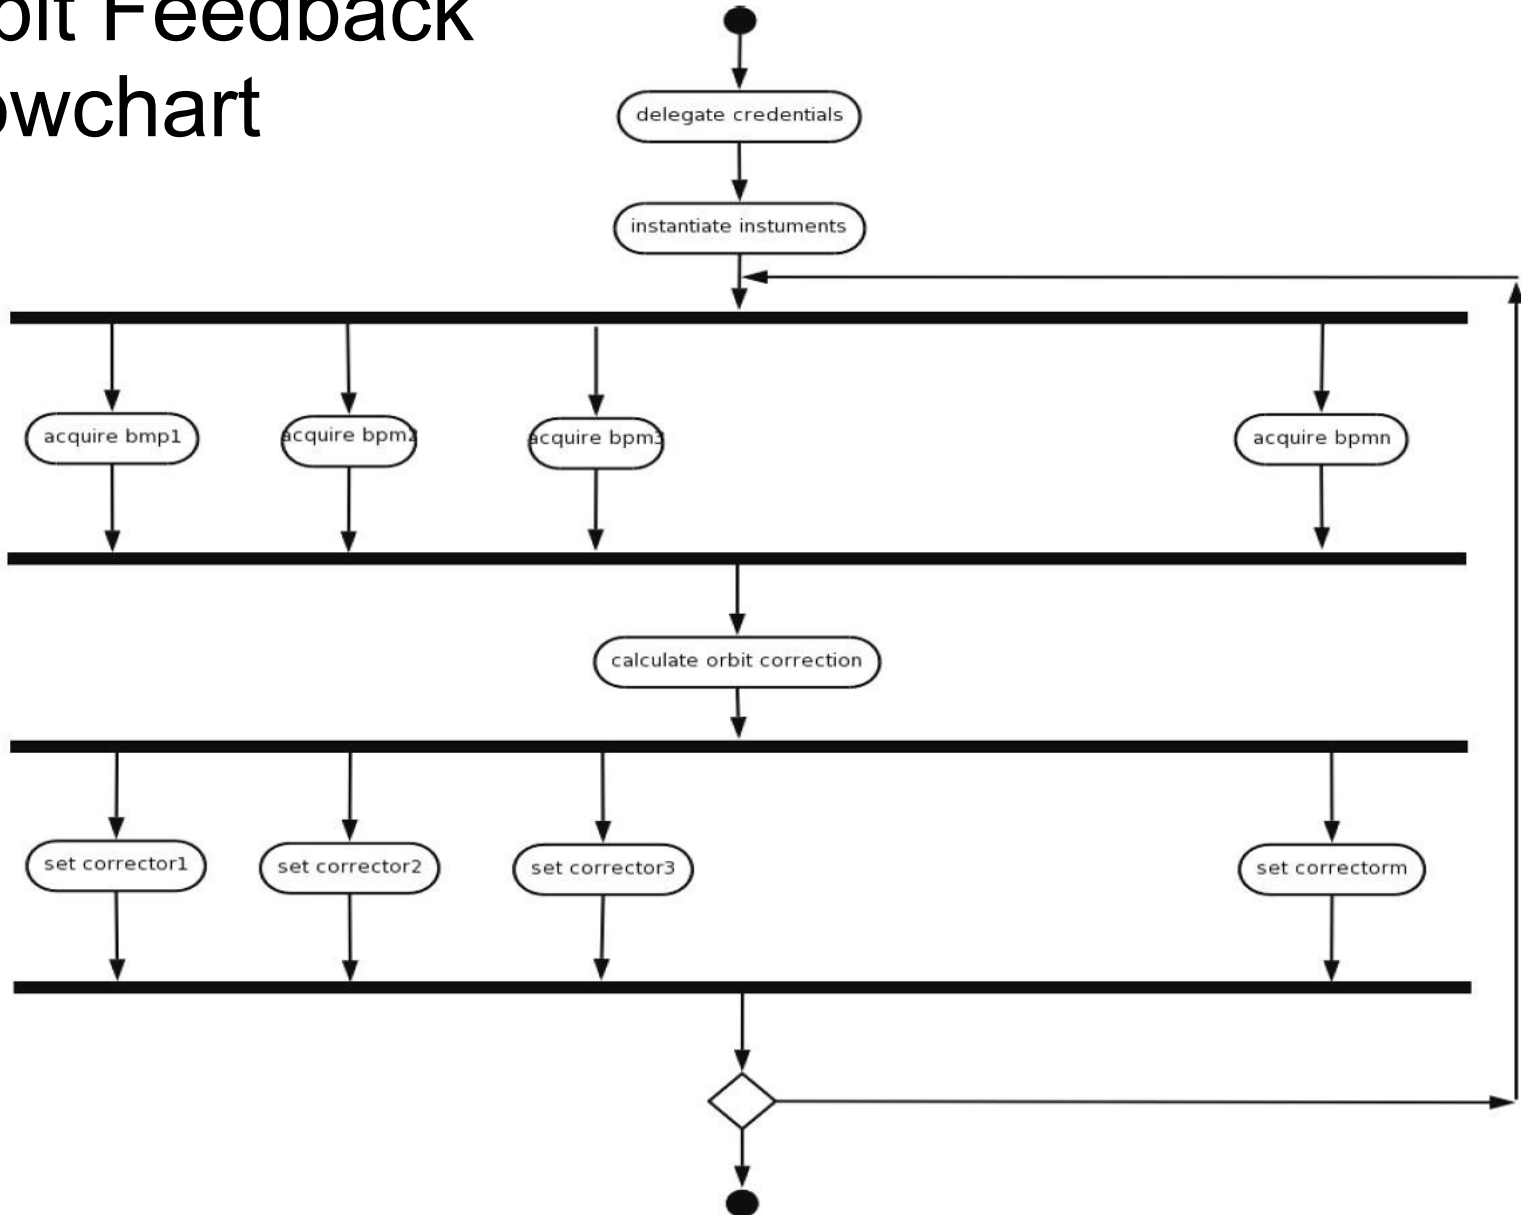 bit Feedback
owchart
delegate credentials
instantiate instuments
acquire bmp1
acquire bpm2
acquire bpm3
acquire bpmn
calculate orbit correction
set corrector1
set corrector2
set corrector3
set correctorm